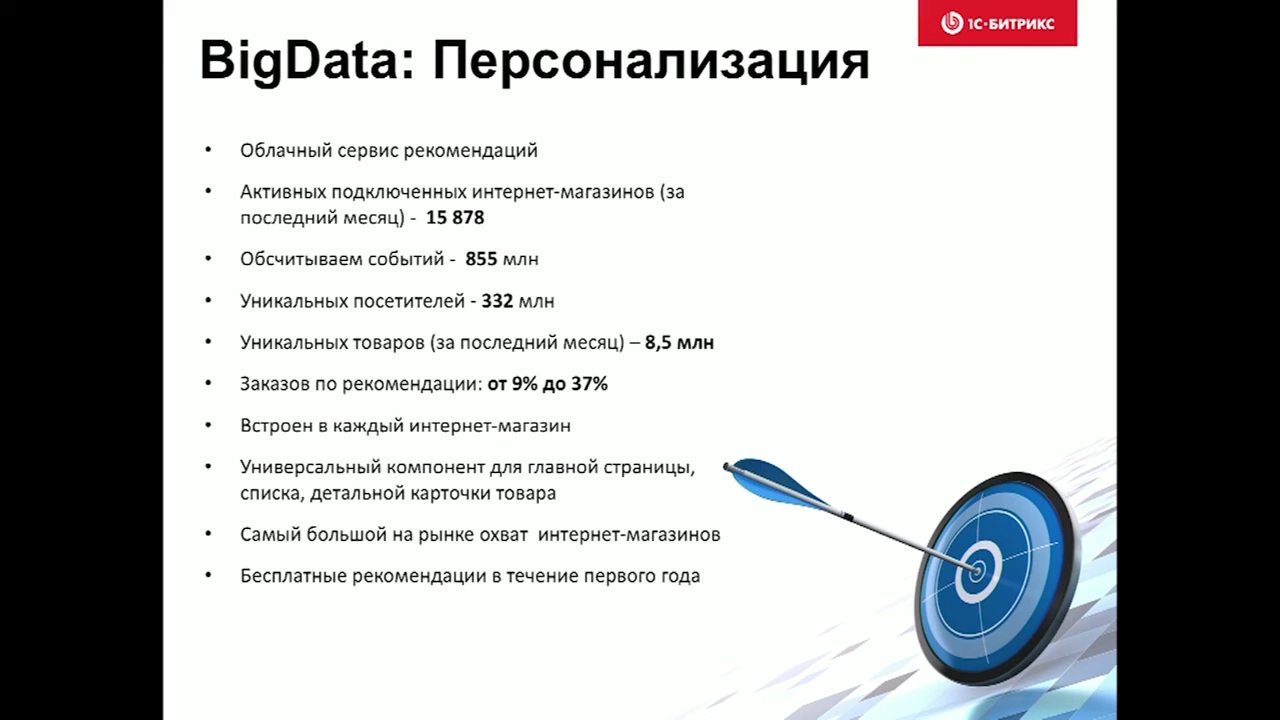 1С·БИТРИКС
BigData: Персонализация
• Облачный сервис рекомендаций
• Активных подключенных интернет-магазинов (за
последний месяц) - 15 878
• Обсчитываем событий - 855 млн
• Уникальных посетителей - 332 млн
• Уникальных товаров (за последний месяц) – 8,5 млн
• Заказов по рекомендации: от 9% до 37%
• Встроен в каждый интернет-магазин
• Универсальный компонент для главной страницы,
списка, детальной карточки товара
• Самый большой на рынке охват интернет-магазинов
• Бесплатные рекомендации в течение первого года